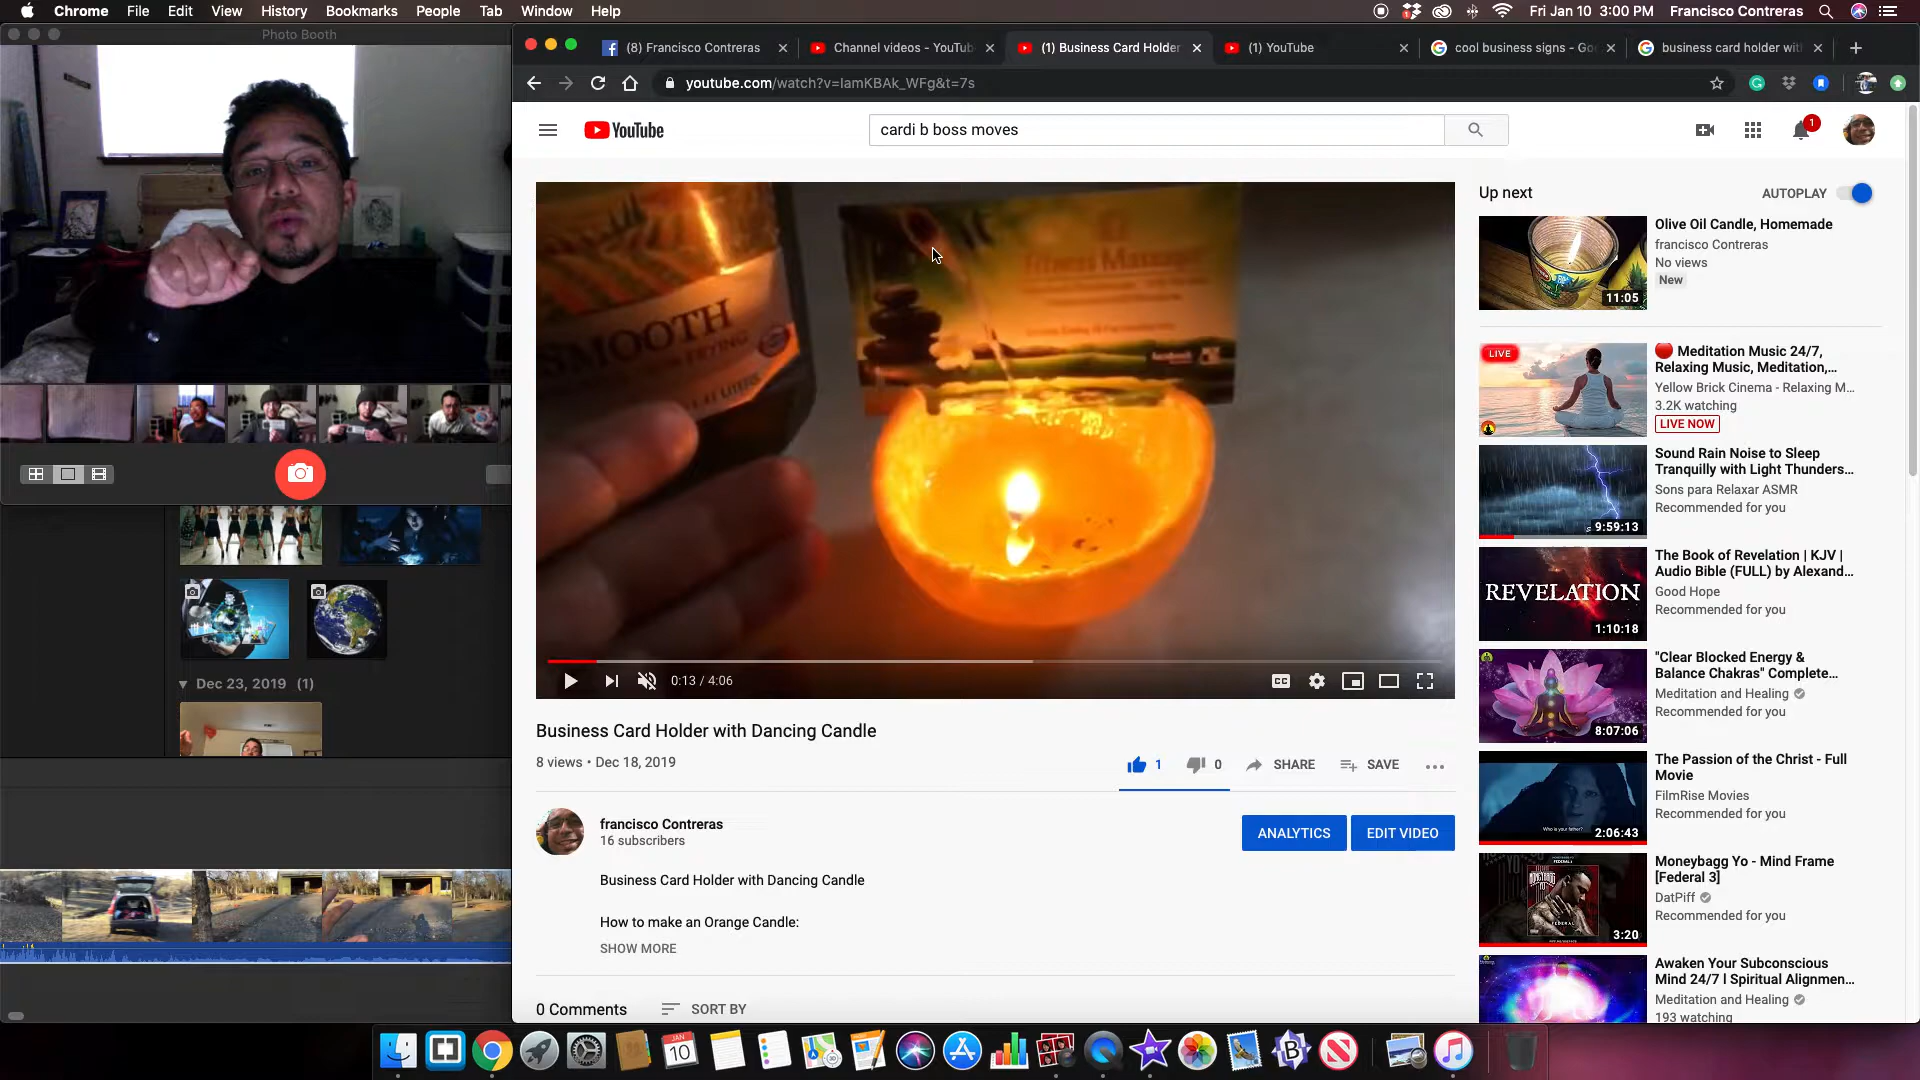 Chrome File Edit View History Bookmarks People Tab Window Help
Fri Jan 10 3:00 PM Francisco Contreras
Photo Booth
(8) Francisco Contreras
Channel videos - YouTub
(1) Business Card Holder
(1) YouTube
cool business signs - Go
business card holder wit
youtube.com/watch?v=IamKBAk_WFg&t=7s
YouTube
cardi b boss moves
1
SMOOTH
FRYING
Fitness Massage
0:13 / 4:06
CC
Business Card Holder with Dancing Candle
8 views • Dec 18, 2019
1 0 SHARE SAVE
francisco Contreras
16 subscribers
ANALYTICS EDIT VIDEO
Business Card Holder with Dancing Candle
How to make an Orange Candle:
SHOW MORE
0 Comments SORT BY
Up next AUTOPLAY
Olive Oil Candle, Homemade
francisco Contreras
No views
New
11:05
LIVE
Meditation Music 24/7,
Relaxing Music, Meditation,...
Yellow Brick Cinema - Relaxing M...
3.2K watching
LIVE NOW
Sound Rain Noise to Sleep
Tranquilly with Light Thunders...
Sons para Relaxar ASMR
Recommended for you
9:59:13
The Book of Revelation | KJV |
Audio Bible (FULL) by Alexand...
Good Hope
Recommended for you
REVELATION
1:10:18
"Clear Blocked Energy &
Balance Chakras" Complete...
Meditation and Healing
Recommended for you
8:07:06
The Passion of the Christ - Full
Movie
FilmRise Movies
Recommended for you
Who is your father?
2:06:43
Moneybagg Yo - Mind Frame
[Federal 3]
DatPiff
Recommended for you
3:20
Awaken Your Subconscious
Mind 24/7 l Spiritual Alignmen...
Meditation and Healing
193 watching
Dec 23, 2019 (1)
JAN
10